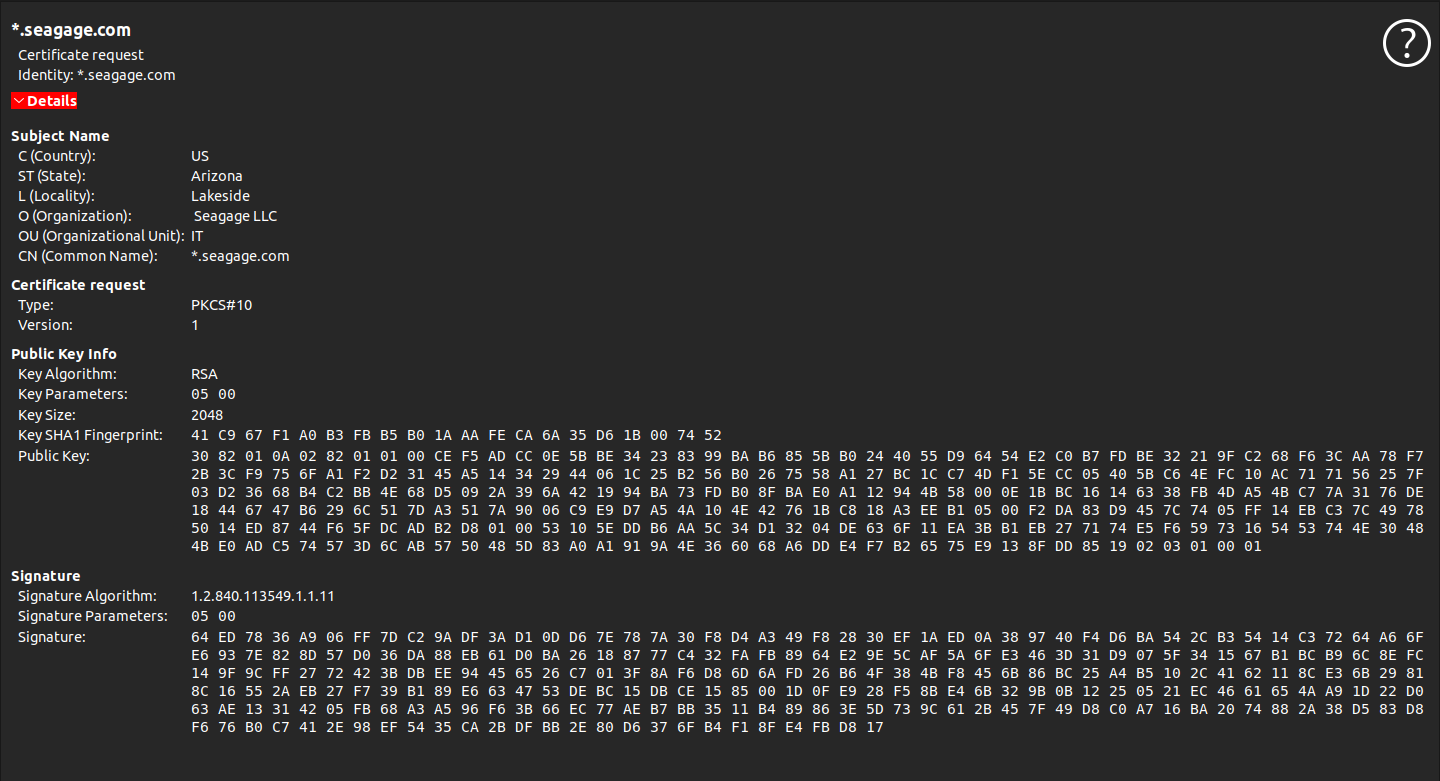 *.seagage.com
?
Certificate request
Identity: *.seagage.com
Details
Subject Name
C (Country): US
ST (State): Arizona
L (Locality): Lakeside
O (Organization): Seagage LLC
OU (Organizational Unit): IT
CN (Common Name): *.seagage.com
Certificate request
Type: PKCS#10
Version: 1
Public Key Info
Key Algorithm: RSA
Key Parameters: 05 00
Key Size: 2048
Key SHA1 Fingerprint: 41 C9 67 F1 A0 B3 FB B5 B0 1A AA FE CA 6A 35 D6 1B 00 74 52
Public Key: 30 82 01 0A 02 82 01 01 00 CE F5 AD CC 0E 5B BE 34 23 83 99 BA B6 85 5B B0 24 40 55 D9 64 54 E2 C0 B7 FD BE 32 21 9F C2 68 F6 3C AA 78 F7
2B 3C F9 75 6F A1 F2 D2 31 45 A5 14 34 29 44 06 1C 25 B2 56 B0 26 75 58 A1 27 BC 1C C7 4D F1 5E CC 05 40 5B C6 4E FC 10 AC 71 71 56 25 7F
03 D2 36 68 B4 C2 BB 4E 68 D5 09 2A 39 6A 42 19 94 BA 73 FD B0 8F BA E0 A1 12 94 4B 58 00 0E 1B BC 16 14 63 38 FB 4D A5 4B C7 7A 31 76 DE
18 44 67 47 B6 29 6C 51 7D A3 51 7A 90 06 C9 E9 D7 A5 4A 10 4E 42 76 1B C8 18 A3 EE B1 05 00 F2 DA 83 D9 45 7C 74 05 FF 14 EB C3 7C 49 78
50 14 ED 87 44 F6 5F DC AD B2 D8 01 00 53 10 5E DD B6 AA 5C 34 D1 32 04 DE 63 6F 11 EA 3B B1 EB 27 71 74 E5 F6 59 73 16 54 53 74 4E 30 48
4B E0 AD C5 74 57 3D 6C AB 57 50 48 5D 83 A0 A1 91 9A 4E 36 60 68 A6 DD E4 F7 B2 65 75 E9 13 8F DD 85 19 02 03 01 00 01
Signature
Signature Algorithm: 1.2.840.113549.1.1.11
Signature Parameters: 05 00
Signature: 64 ED 78 36 A9 06 FF 7D C2 9A DF 3A D1 0D D6 7E 78 7A 30 F8 D4 A3 49 F8 28 30 EF 1A ED 0A 38 97 40 F4 D6 BA 54 2C B3 54 14 C3 72 64 A6 6F
E6 93 7E 82 8D 57 D0 36 DA 88 EB 61 D0 BA 26 18 87 77 C4 32 FA FB 89 64 E2 9E 5C AF 5A 6F E3 46 3D 31 D9 07 5F 34 15 67 B1 BC B9 6C 8E FC
14 9F 9C FF 27 72 42 3B DB EE 94 45 65 26 C7 01 3F 8A F6 D8 6D 6A FD 26 B6 4F 38 4B F8 45 6B 86 BC 25 A4 B5 10 2C 41 62 11 8C E3 6B 29 81
8C 16 55 2A EB 27 F7 39 B1 89 E6 63 47 53 DE BC 15 DB CE 15 85 00 1D 0F E9 28 F5 8B E4 6B 32 9B 0B 12 25 05 21 EC 46 61 65 4A A9 1D 22 D0
63 AE 13 31 42 05 FB 68 A3 A5 96 F6 3B 66 EC 77 AE B7 BB 35 11 B4 89 86 3E 5D 73 9C 61 2B 45 7F 49 D8 C0 A7 16 BA 20 74 88 2A 38 D5 83 D8
F6 76 B0 C7 41 2E 98 EF 54 35 CA 2B DF BB 2E 80 D6 37 6F B4 F1 8F E4 FB D8 17